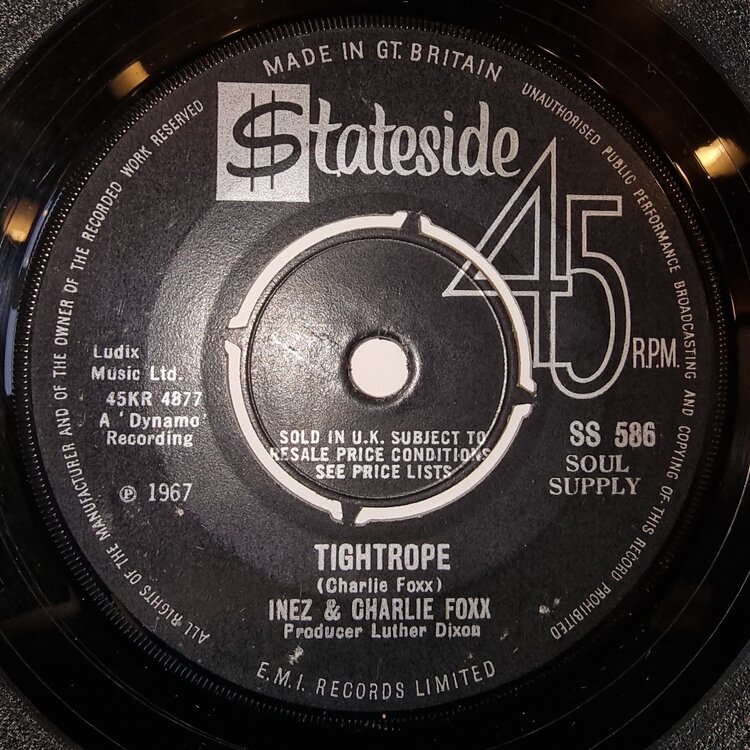 MADE IN GT. BRITAIN
UNAUTHORISED PUBLIC PERFORMANCE BROADCASTING AND COPYING OF THIS RECORD PROHIBITED
ALL RIGHTS OF THE MANUFACTURER AND OF THE OWNER OF THE RECORDED WORK RESERVED
$tateside
45
R.P.M.
Ludix
Music Ltd.
45KR 4877
A 'Dynamo'
Recording
℗ 1967
SOLD IN U.K. SUBJECT TO
RESALE PRICE CONDITIONS
SEE PRICE LISTS
SS 586
SOUL
SUPPLY
TIGHTROPE
(Charlie Foxx)
INEZ & CHARLIE FOXX
Producer Luther Dixon
E.M.I. RECORDS LIMITED